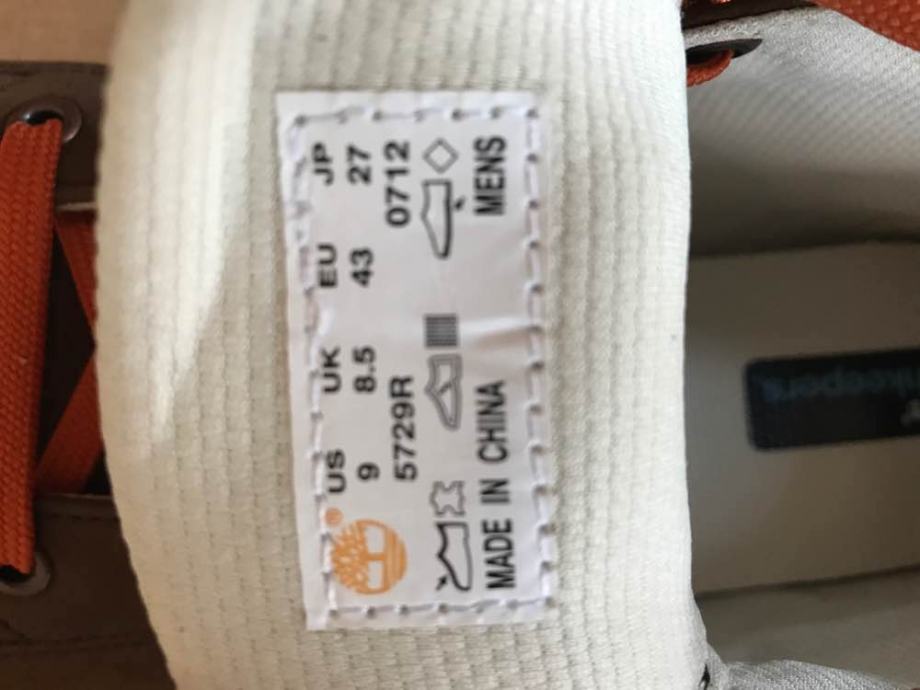 US UK EU JP
9 8.5 43 27
5729R 0712
MADE IN CHINA MENS
®